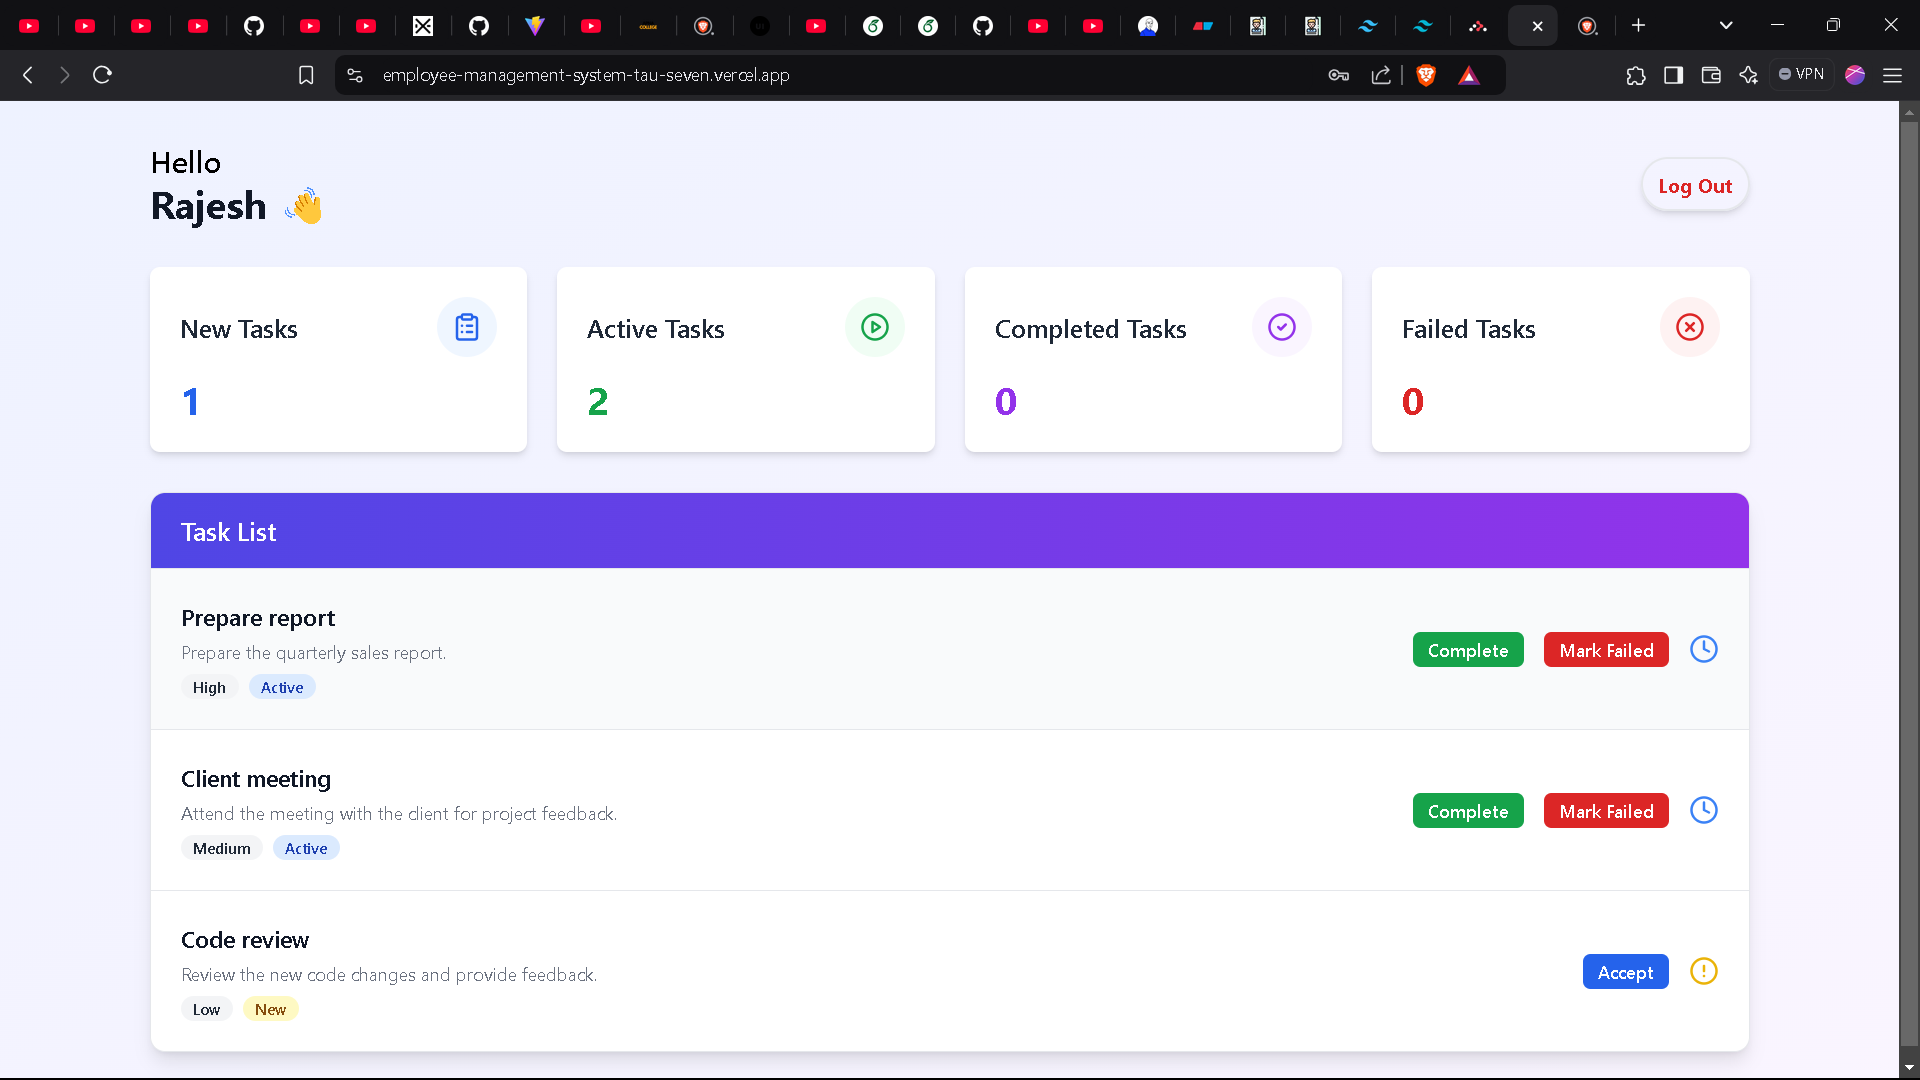 employee-management-system-tau-seven.vercel.app
VPN
Hello
Rajesh 👋
Log Out
New Tasks
1
Active Tasks
2
Completed Tasks
0
Failed Tasks
0
Task List
Prepare report
Prepare the quarterly sales report.
High Active
Complete Mark Failed
Client meeting
Attend the meeting with the client for project feedback.
Medium Active
Complete Mark Failed
Code review
Review the new code changes and provide feedback.
Low New
Accept